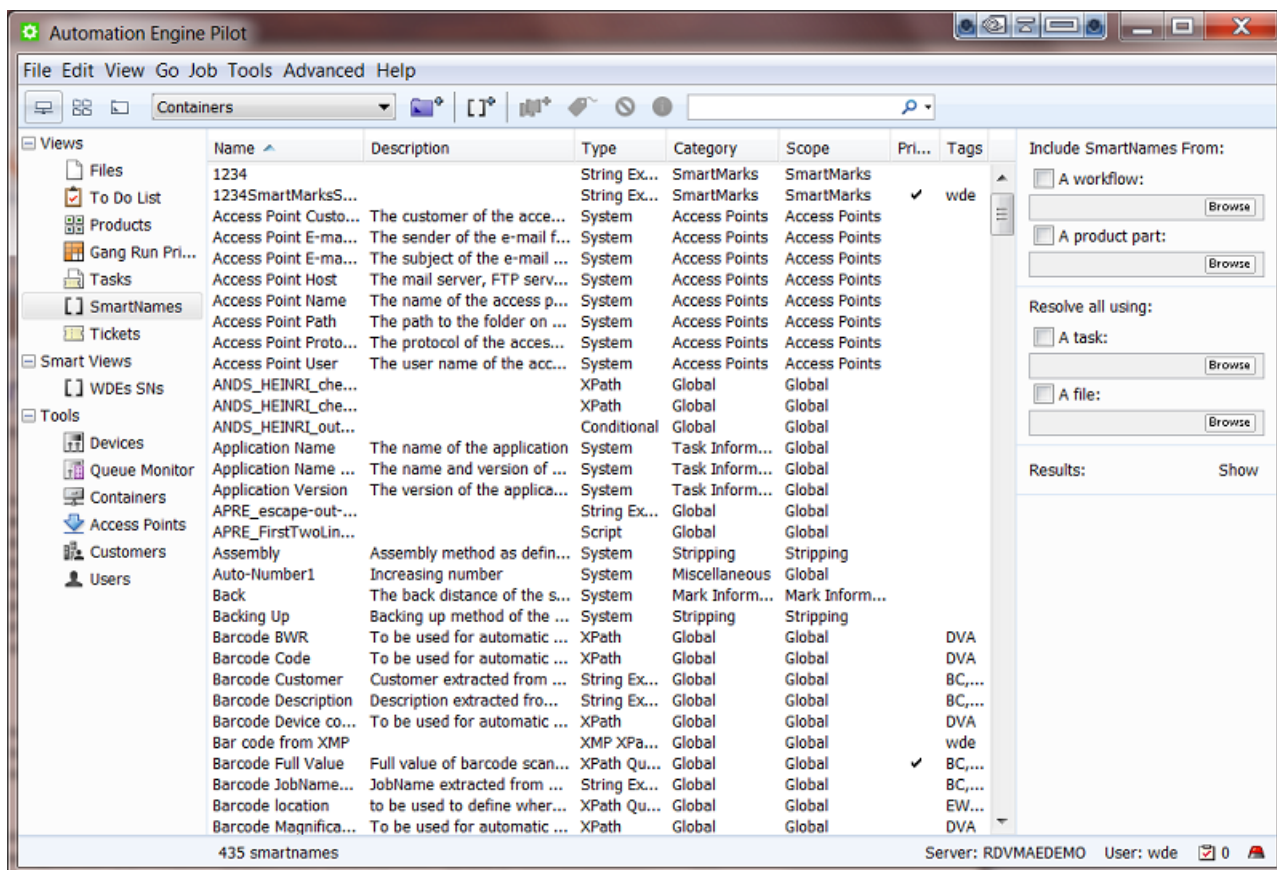 Automation Engine Pilot
File Edit View Go Job Tools Advanced Help
Containers
Views
Files
To Do List
Products
Gang Run Pri...
Tasks
SmartNames
Tickets
Smart Views
WDEs SNs
Tools
Devices
Queue Monitor
Containers
Access Points
Customers
Users
Name Description Type Category Scope Pri... Tags
1234 String Ex... SmartMarks SmartMarks
1234SmartMarksS... String Ex... SmartMarks SmartMarks ✔ wde
Access Point Custo... The customer of the acce... System Access Points Access Points
Access Point E-ma... The sender of the e-mail f... System Access Points Access Points
Access Point E-ma... The subject of the e-mail ... System Access Points Access Points
Access Point Host The mail server, FTP serv... System Access Points Access Points
Access Point Name The name of the access p... System Access Points Access Points
Access Point Path The path to the folder on ... System Access Points Access Points
Access Point Proto... The protocol of the acces... System Access Points Access Points
Access Point User The user name of the acc... System Access Points Access Points
ANDS_HEINRI_che... XPath Global Global
ANDS_HEINRI_che... XPath Global Global
ANDS_HEINRI_out... Conditional Global Global
Application Name The name of the application System Task Inform... Global
Application Name ... The name and version of ... System Task Inform... Global
Application Version The version of the applica... System Task Inform... Global
APRE_escape-out-... String Ex... Global Global
APRE_FirstTwoLin... Script Global Global
Assembly Assembly method as defin... System Stripping Stripping
Auto-Number1 Increasing number System Miscellaneous Global
Back The back distance of the s... System Mark Inform... Mark Inform...
Backing Up Backing up method of the ... System Stripping Stripping
Barcode BWR To be used for automatic ... XPath Global Global DVA
Barcode Code To be used for automatic ... XPath Global Global DVA
Barcode Customer Customer extracted from ... String Ex... Global Global BC,...
Barcode Description Description extracted fro... String Ex... Global Global BC,...
Barcode Device co... To be used for automatic ... XPath Global Global DVA
Bar code from XMP XMP XPa... Global Global wde
Barcode Full Value Full value of barcode scan... XPath Qu... Global Global ✔ BC,...
Barcode JobName... JobName extracted from ... String Ex... Global Global BC,...
Barcode location to be used to define wher... XPath Qu... Global Global EW...
Barcode Magnifica... To be used for automatic ... XPath Global Global DVA
Include SmartNames From:
A workflow:
Browse
A product part:
Browse
Resolve all using:
A task:
Browse
A file:
Browse
Results: Show
435 smartnames Server: RDVMAEDEMO User: wde 0